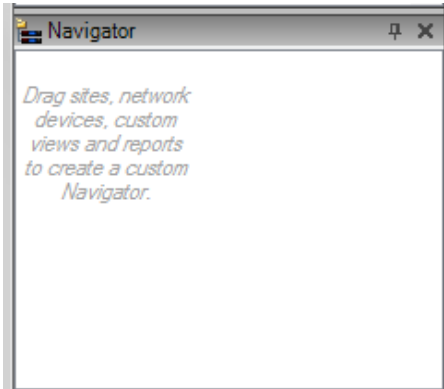 Navigator
Drag sites, network
devices, custom
views and reports
to create a custom
Navigator.